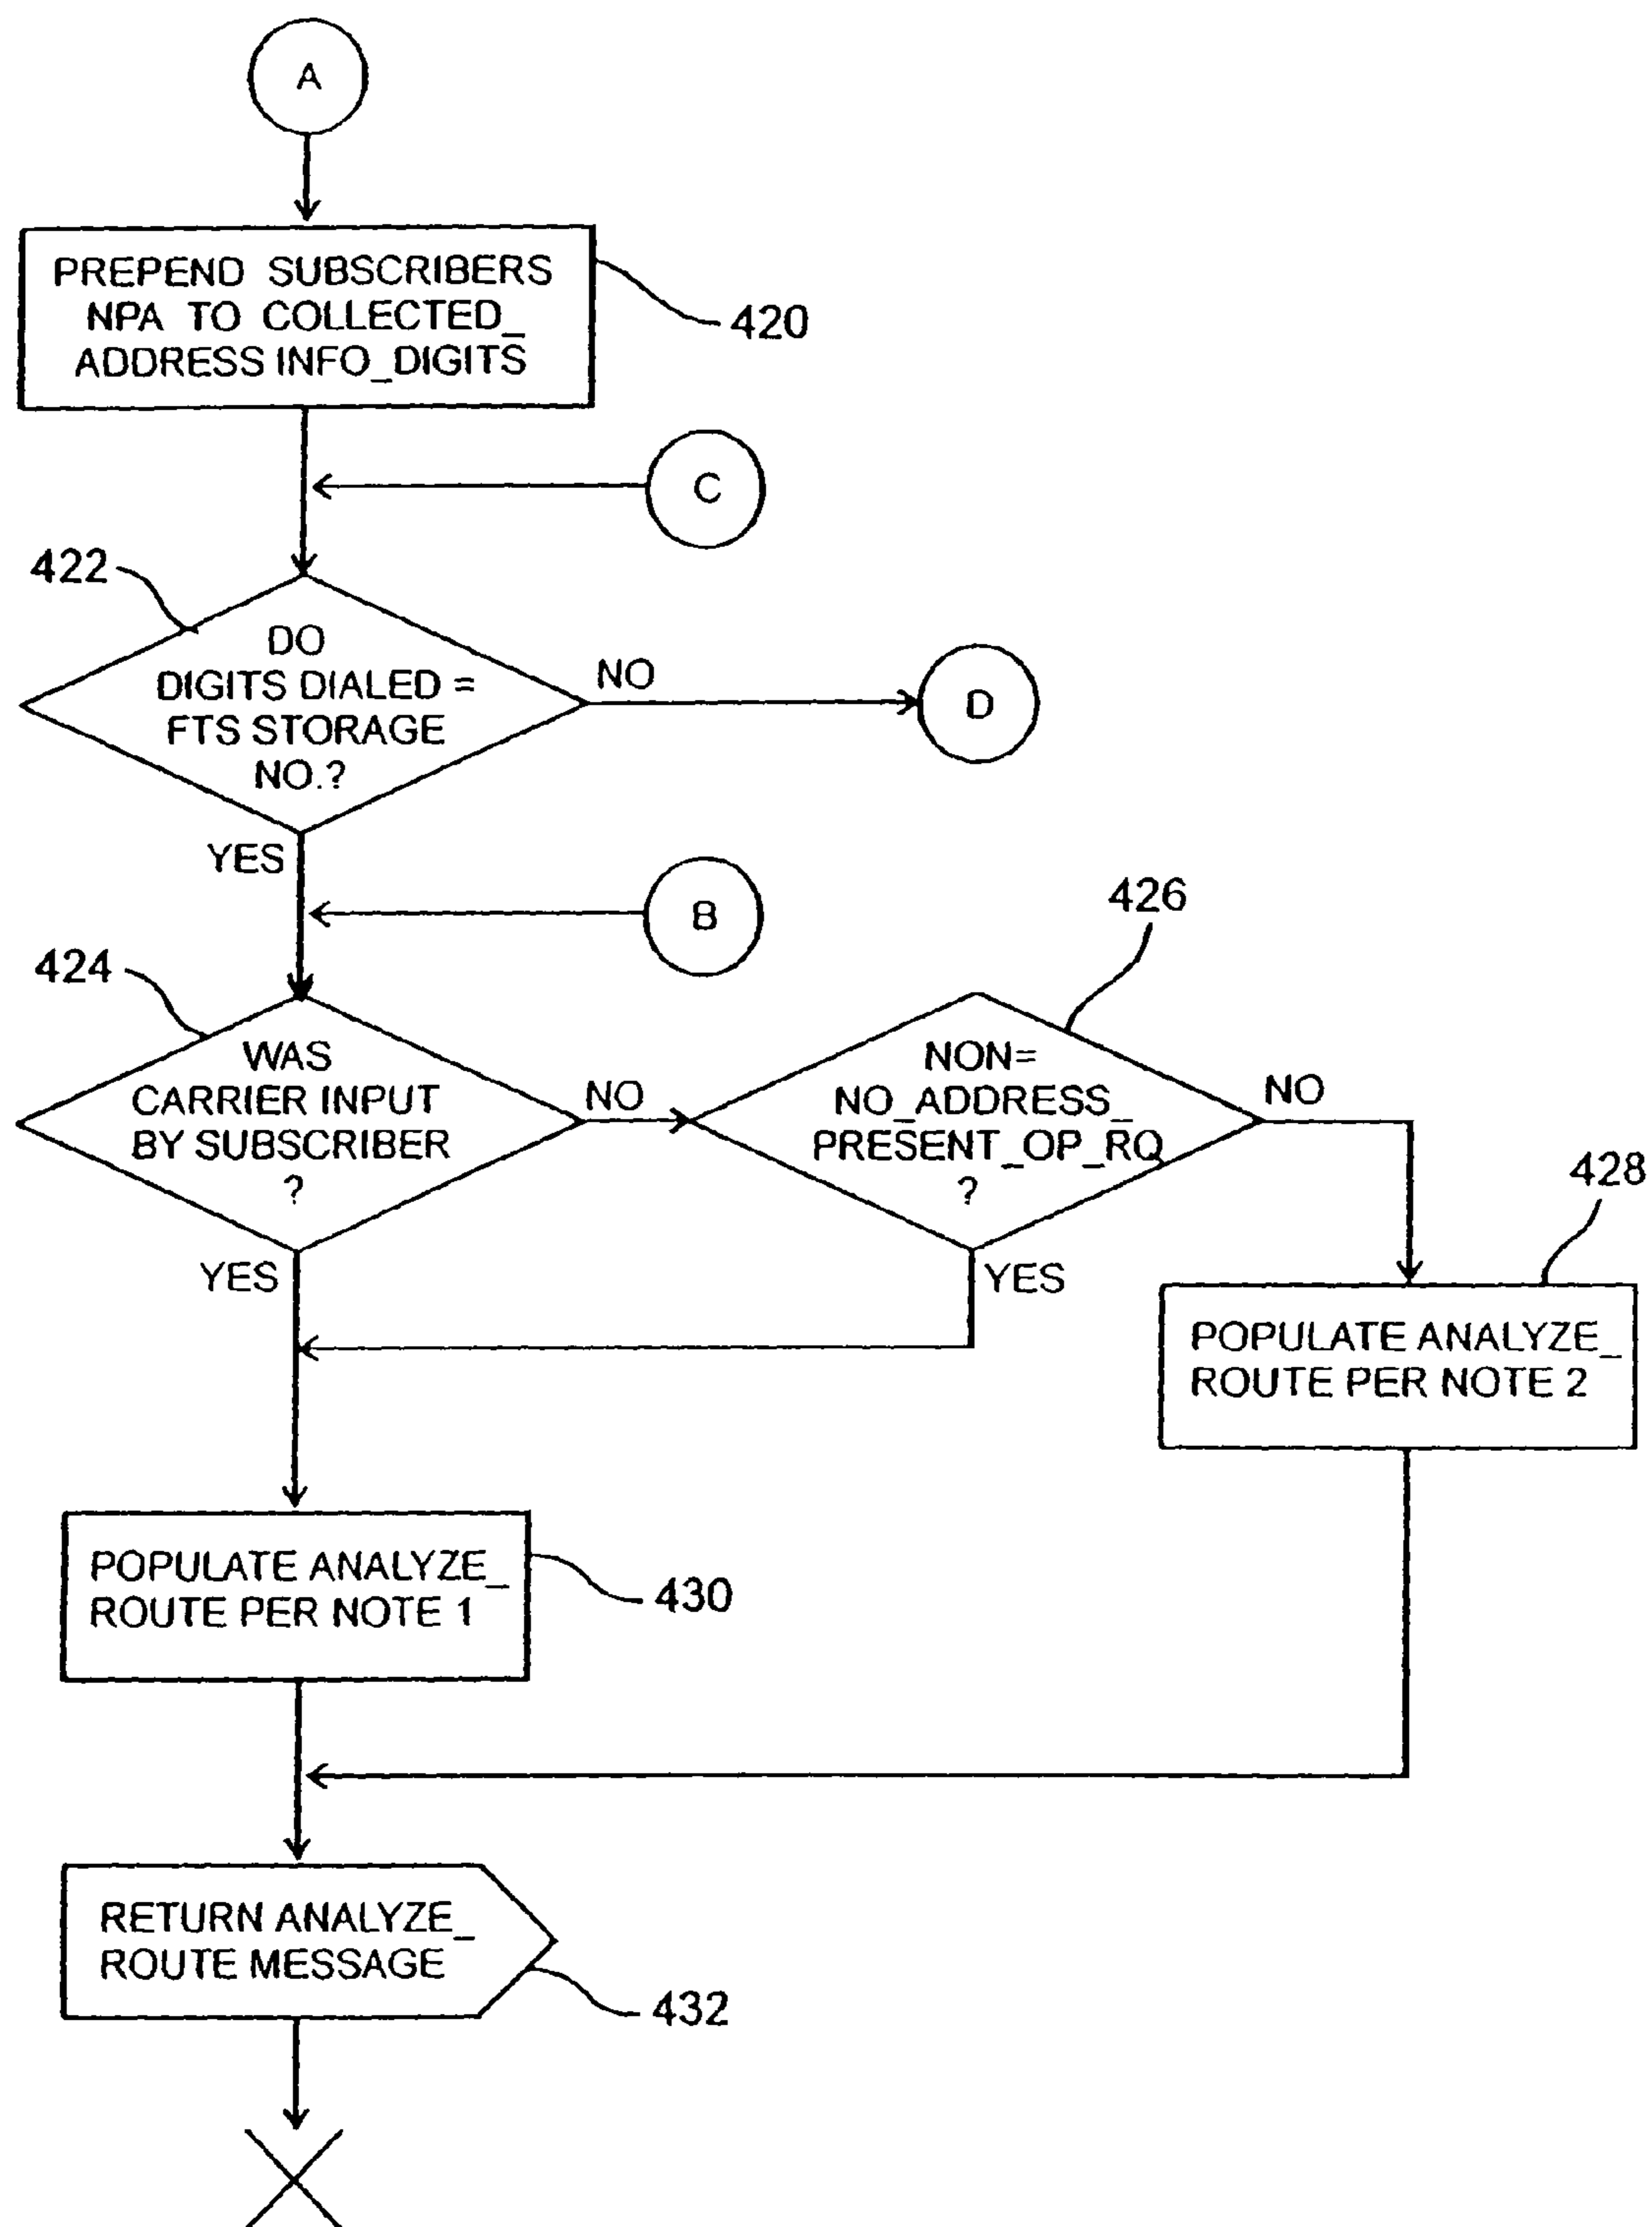 A
PREPEND SUBSCRIBERS
NPA TO COLLECTED_
ADDRESS INFO_DIGITS
420
C
422
DO
DIGITS DIALED =
FTS STORAGE
NO.?
NO
D
YES
B
426
424
WAS
CARRIER INPUT
BY SUBSCRIBER
?
NO
NON=
NO_ADDRESS_
PRESENT_OP_RQ
?
NO
428
YES
YES
POPULATE ANALYZE_
ROUTE PER NOTE 2
POPULATE ANALYZE_
ROUTE PER NOTE 1
430
RETURN ANALYZE_
ROUTE MESSAGE
432